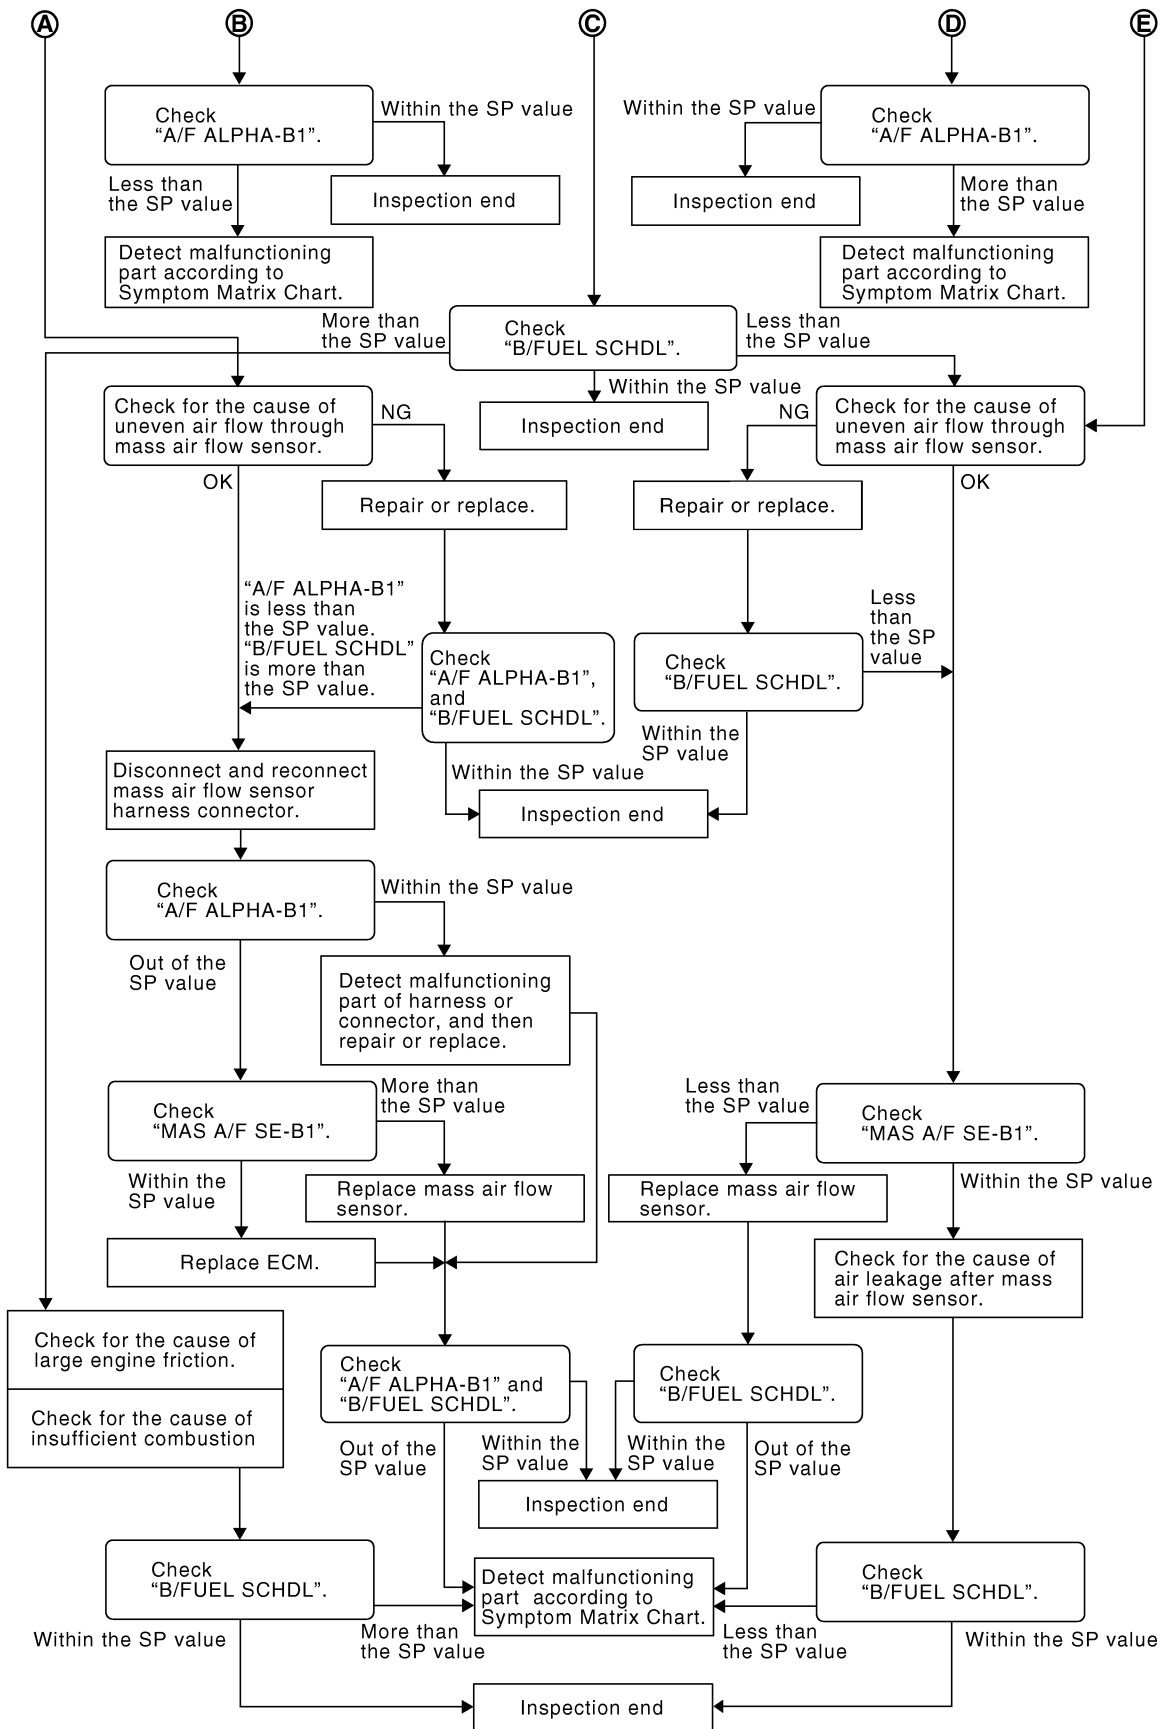 A
B
C
D
E
Check
“A/F ALPHA-B1”.
Within the SP value
Less than
the SP value
Inspection end
Detect malfunctioning
part according to
Symptom Matrix Chart.
Within the SP value
Check
“A/F ALPHA-B1”.
Inspection end
More than
the SP value
Detect malfunctioning
part according to
Symptom Matrix Chart.
More than
the SP value
Check
“B/FUEL SCHDL”.
Less than
the SP value
Within the SP value
Inspection end
Check for the cause of
uneven air flow through
mass air flow sensor.
NG
OK
Repair or replace.
NG
Check for the cause of
uneven air flow through
mass air flow sensor.
OK
Repair or replace.
“A/F ALPHA-B1”
is less than
the SP value.
“B/FUEL SCHDL”
is more than
the SP value.
Check
“A/F ALPHA-B1”,
and
“B/FUEL SCHDL”.
Check
“B/FUEL SCHDL”.
Less
than
the SP
value
Within the SP value
Within the
SP value
Inspection end
Disconnect and reconnect
mass air flow sensor
harness connector.
Check
“A/F ALPHA-B1”.
Within the SP value
Out of the
SP value
Detect malfunctioning
part of harness or
connector, and then
repair or replace.
Check
“MAS A/F SE-B1”.
More than
the SP value
Within the
SP value
Replace mass air flow
sensor.
Replace ECM.
Less than
the SP value
Check
“MAS A/F SE-B1”.
Within the SP value
Replace mass air flow
sensor.
Check for the cause of
air leakage after mass
air flow sensor.
Check for the cause of
large engine friction.
Check for the cause of
insufficient combustion
Check
“A/F ALPHA-B1” and
“B/FUEL SCHDL”.
Out of the
SP value
Within the
SP value
Check
“B/FUEL SCHDL”.
Within the
SP value
Out of the
SP value
Inspection end
Check
“B/FUEL SCHDL”.
Within the SP value
More than
the SP value
Detect malfunctioning
part according to
Symptom Matrix Chart.
Check
“B/FUEL SCHDL”.
Less than
the SP value
Within the SP value
Inspection end